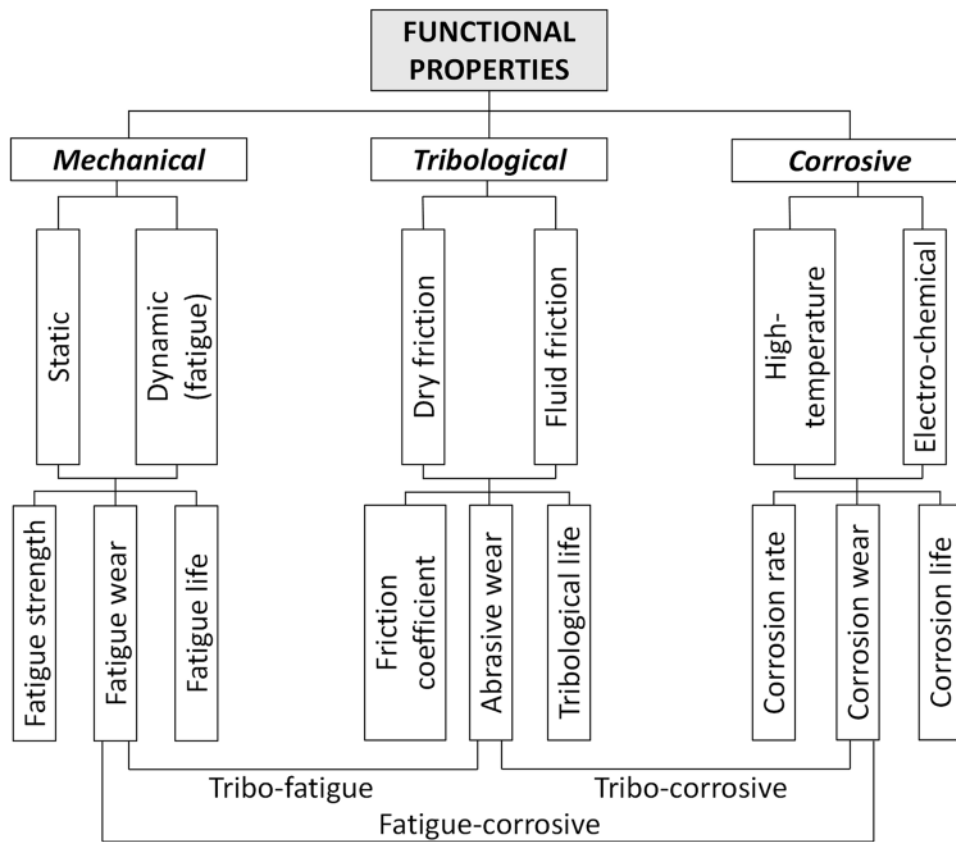 FUNCTIONAL
PROPERTIES
Mechanical
Tribological
Corrosive
Static
Dynamic
(fatigue)
Dry friction
Fluid friction
High-
temperature
Electro-chemical
Fatigue strength
Fatigue wear
Fatigue life
Friction
coefficient
Abrasive wear
Tribological life
Corrosion rate
Corrosion wear
Corrosion life
Tribo-fatigue
Tribo-corrosive
Fatigue-corrosive